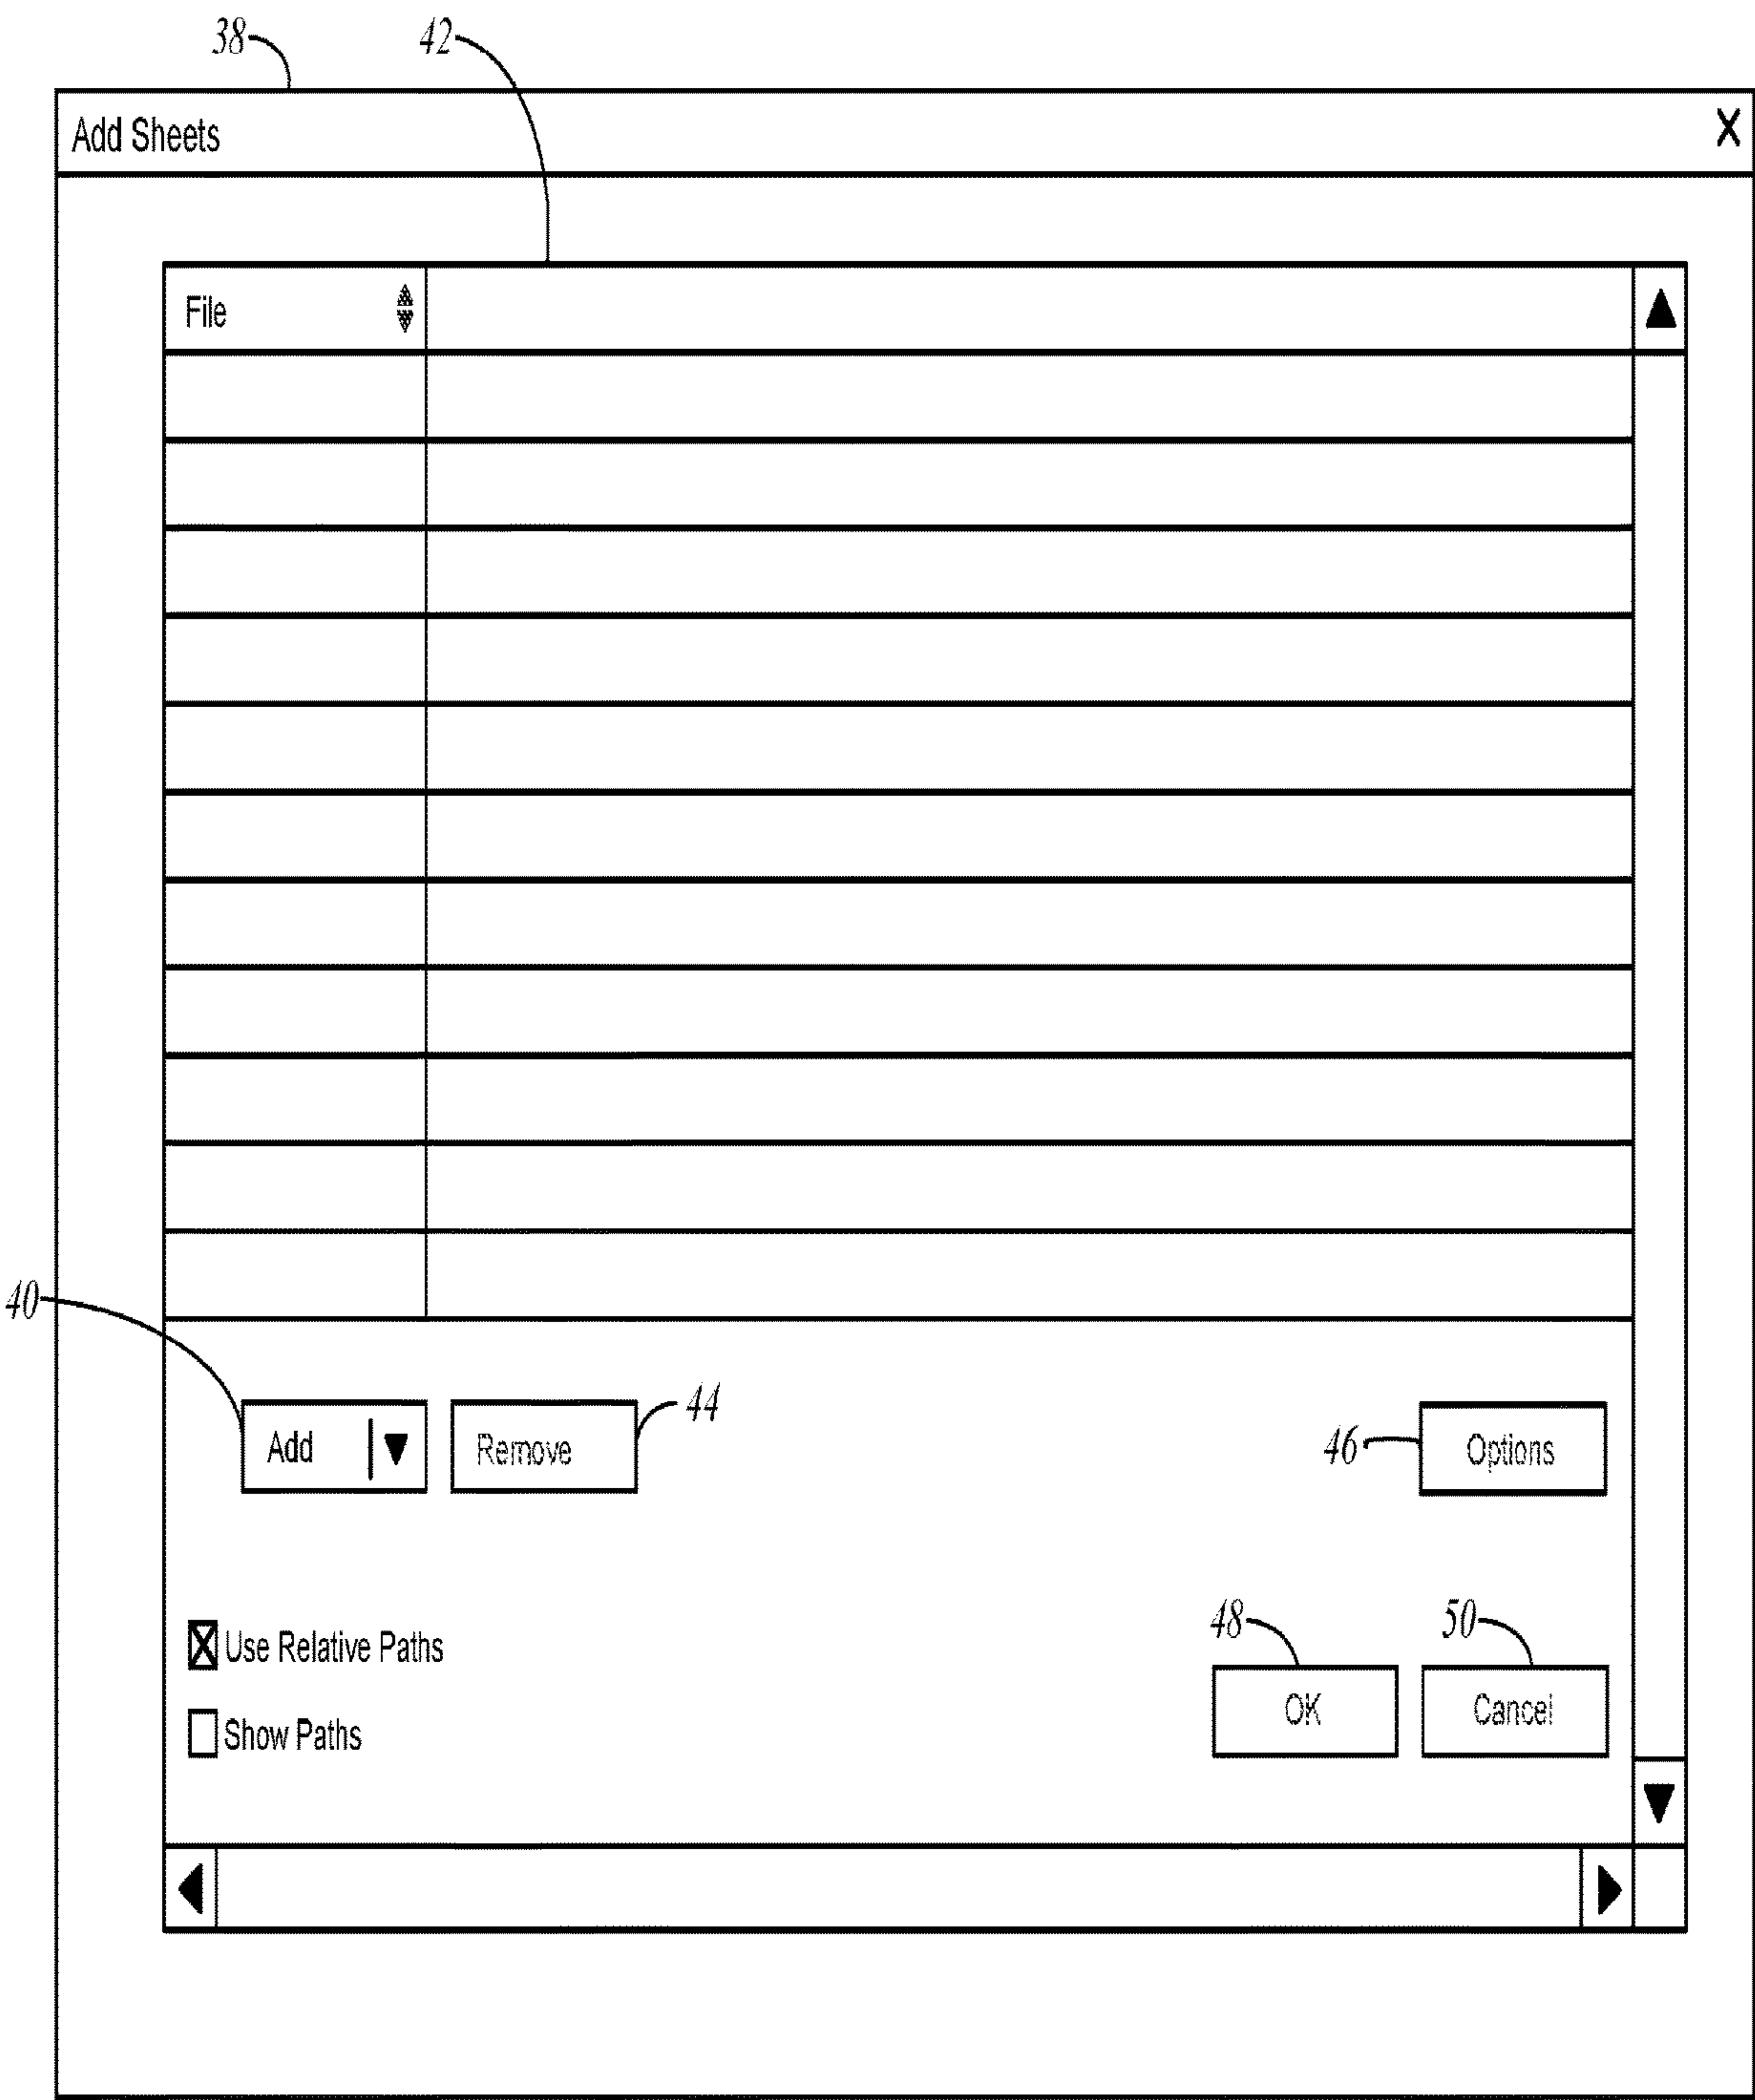 38 42
Add Sheets X
File
40
Add Remove 44 46 Options
Use Relative Paths 48 50
OK Cancel
Show Paths